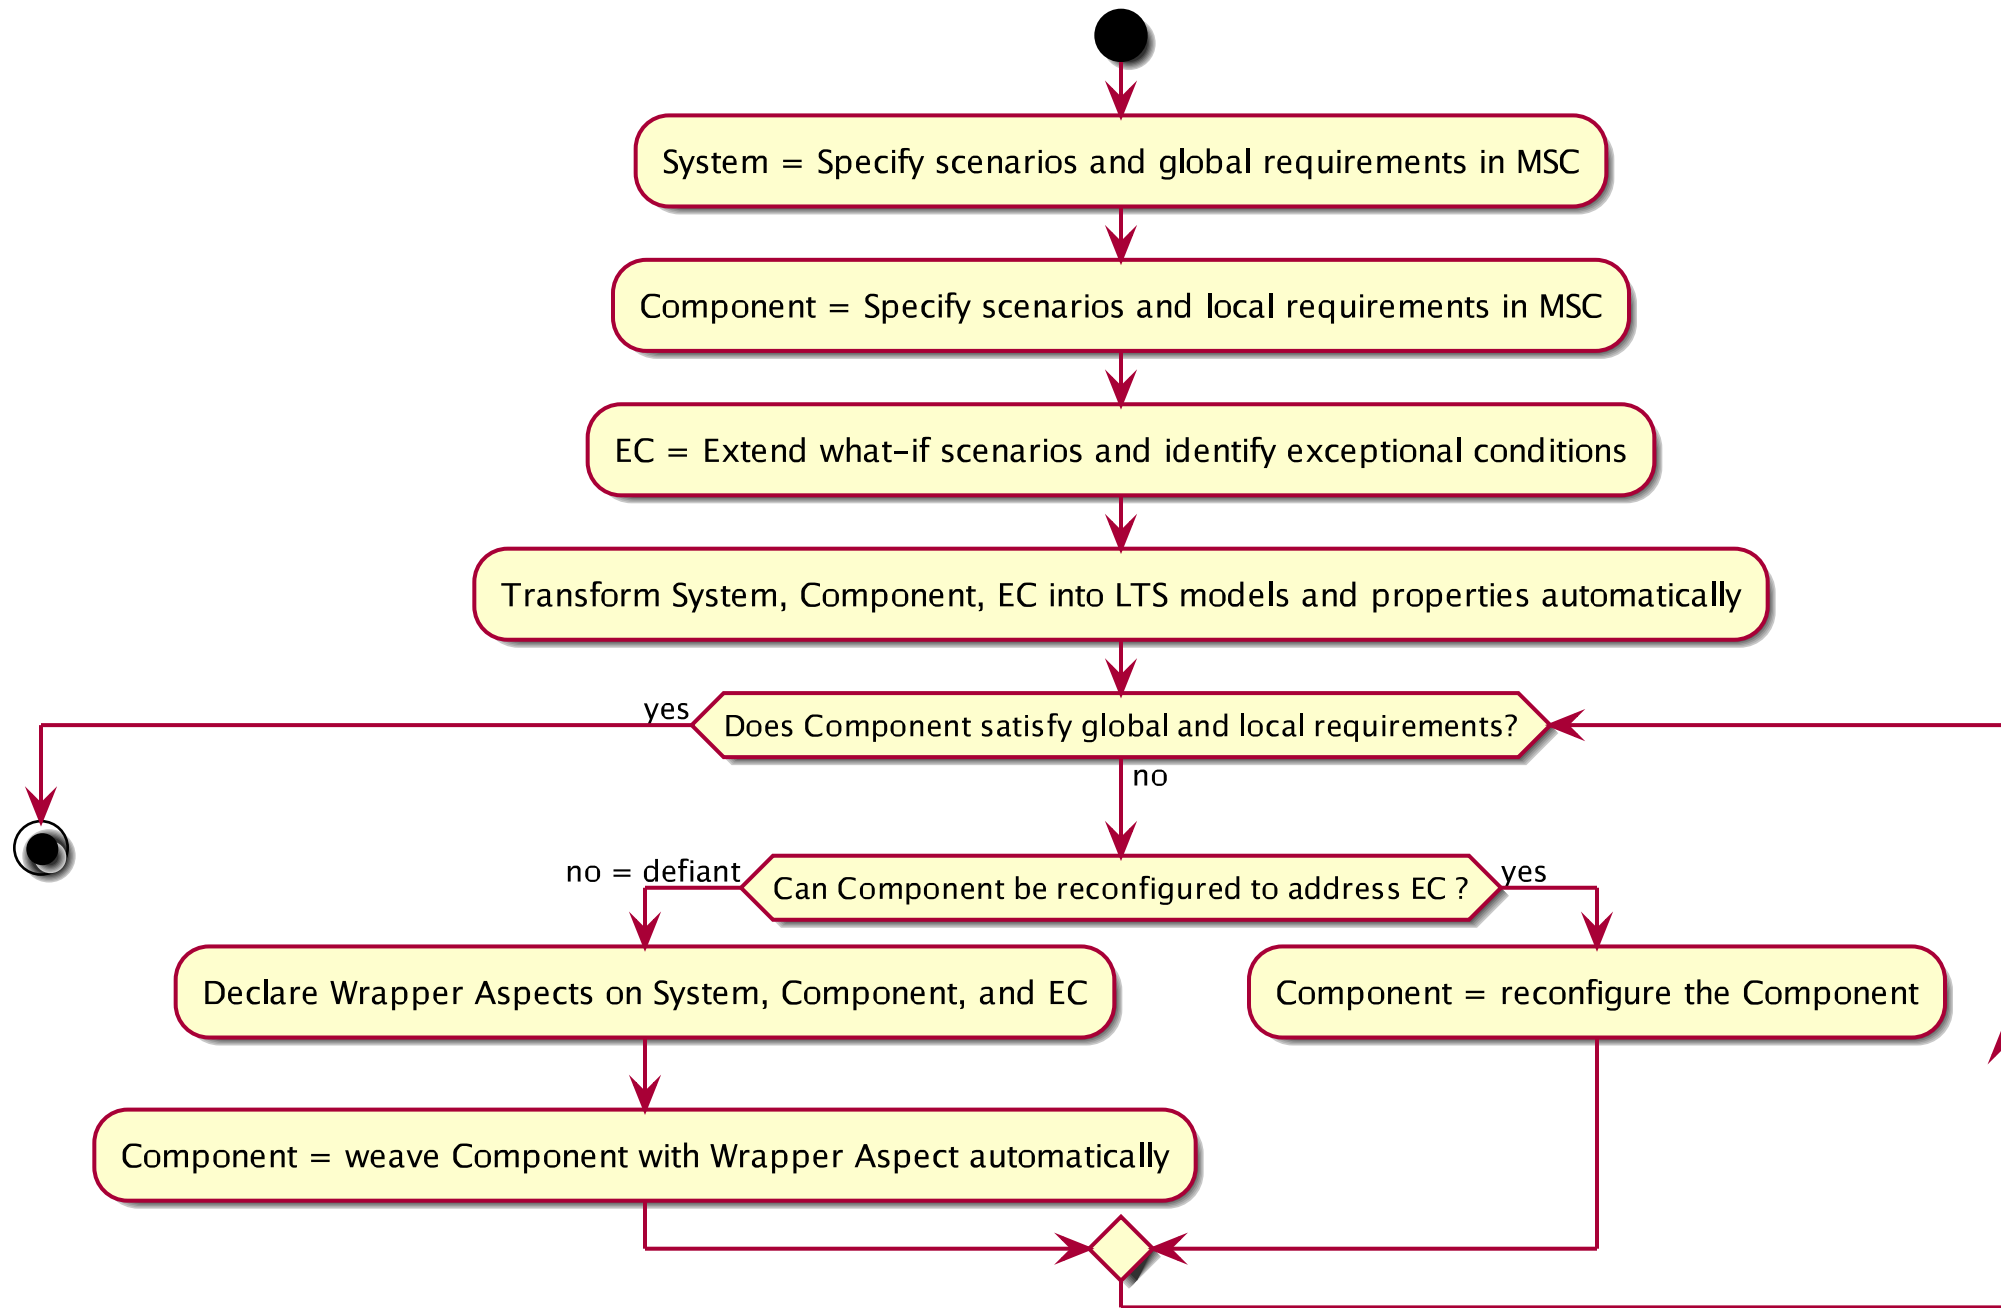 System = Specify scenarios and global requirements in MSC
Component = Specify scenarios and local requirements in MSC
EC = Extend what-if scenarios and identify exceptional conditions
Transform System, Component, EC into LTS models and properties automatically
yes
Does Component satisfy global and local requirements?
no
no = defiant
Can Component be reconfigured to address EC ?
yes
Declare Wrapper Aspects on System, Component, and EC
Component = reconfigure the Component
Component = weave Component with Wrapper Aspect automatically